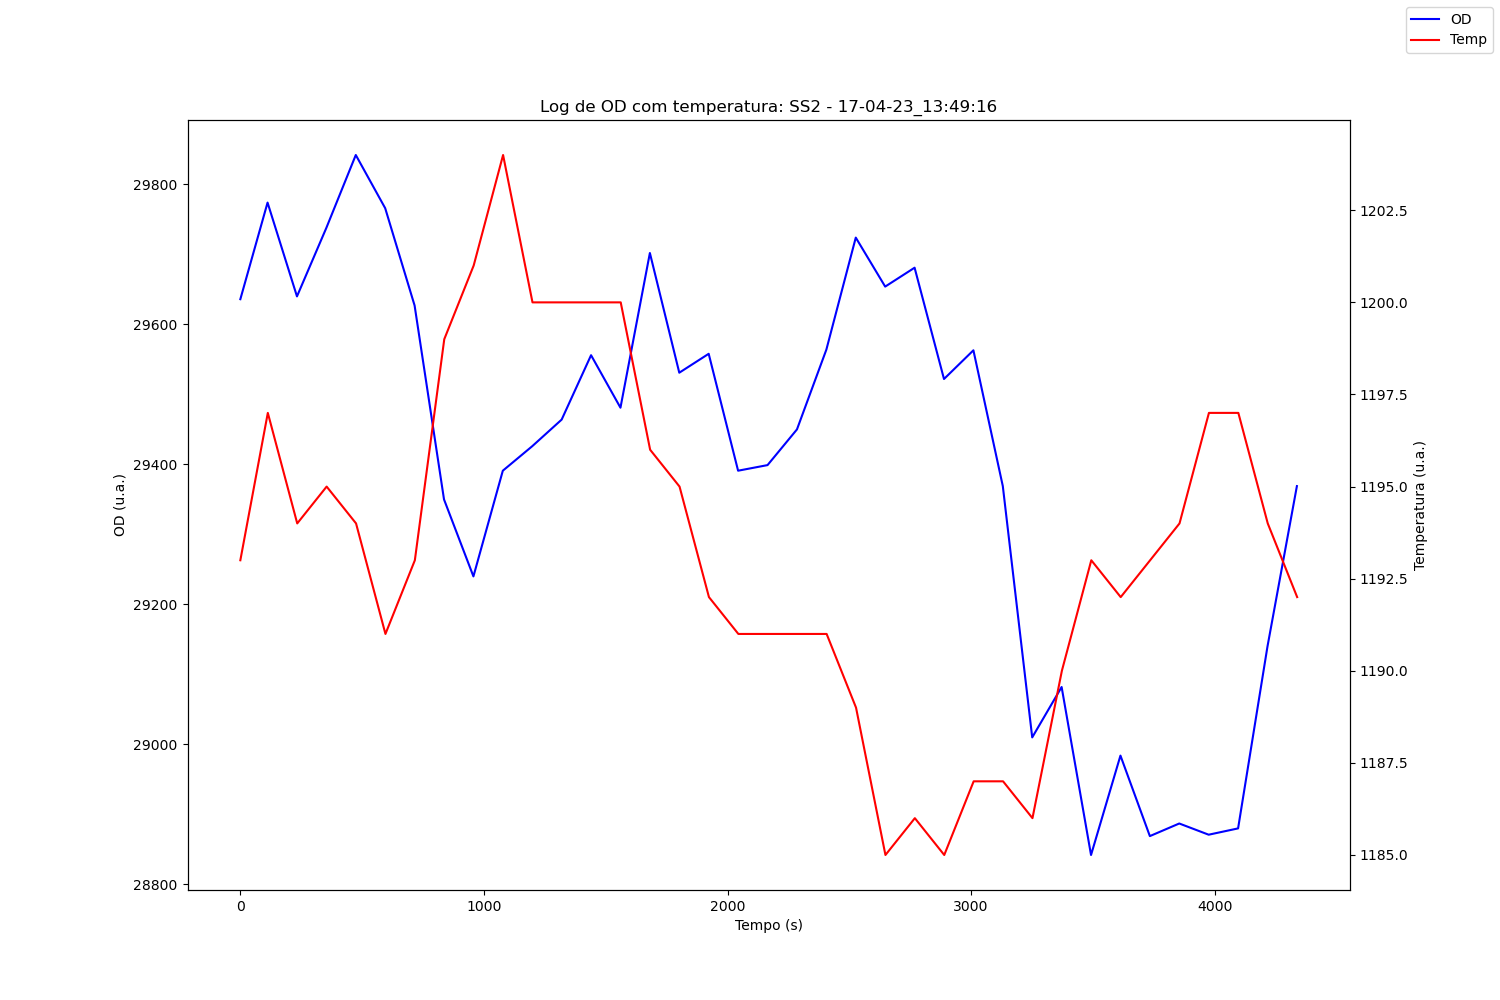 OD
Temp
Log de OD com temperatura: SS2 - 17-04-23_13:49:16
29800
29600
29400
29200
29000
28800
OD (u.a.)
1202.5
1200.0
1197.5
1195.0
1192.5
1190.0
1187.5
1185.0
Temperatura (u.a.)
0 1000 2000 3000 4000
Tempo (s)